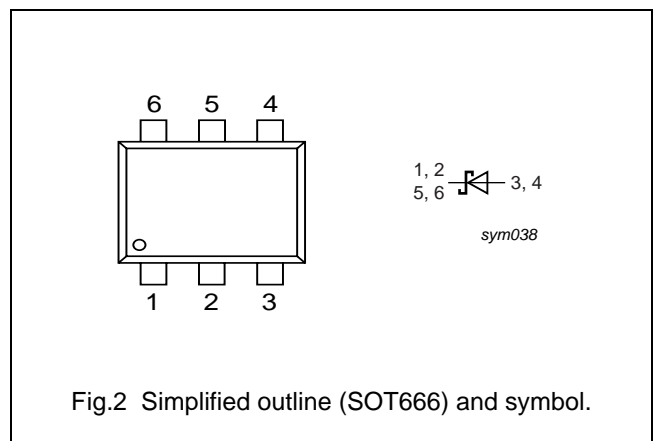 6 5 4
1, 2
5, 6
3, 4
sym038
1 2 3
Fig.2 Simplified outline (SOT666) and symbol.